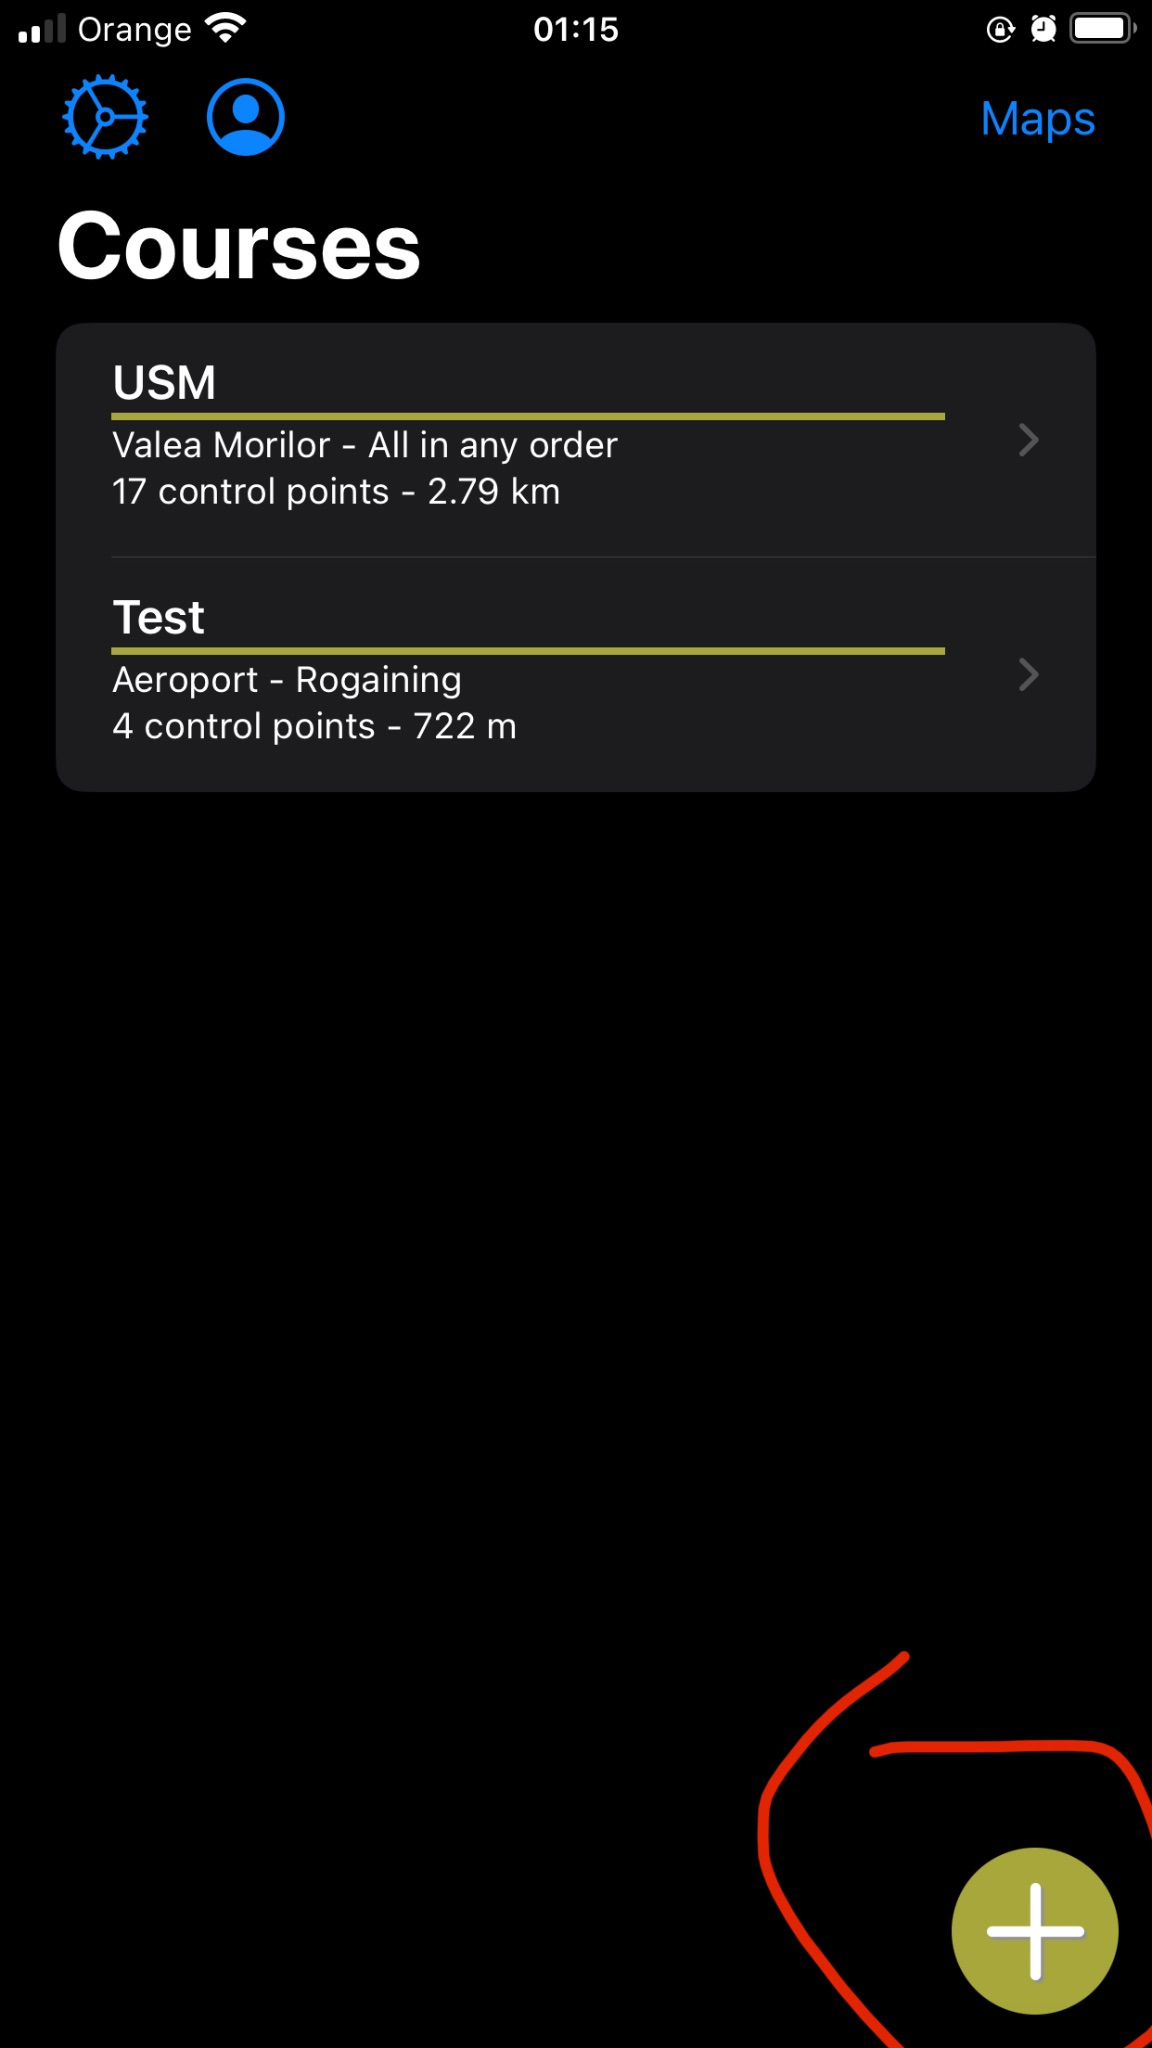 Orange 01:15
Maps
Courses
USM
Valea Morilor - All in any order
17 control points - 2.79 km
Test
Aeroport - Rogaining
4 control points - 722 m